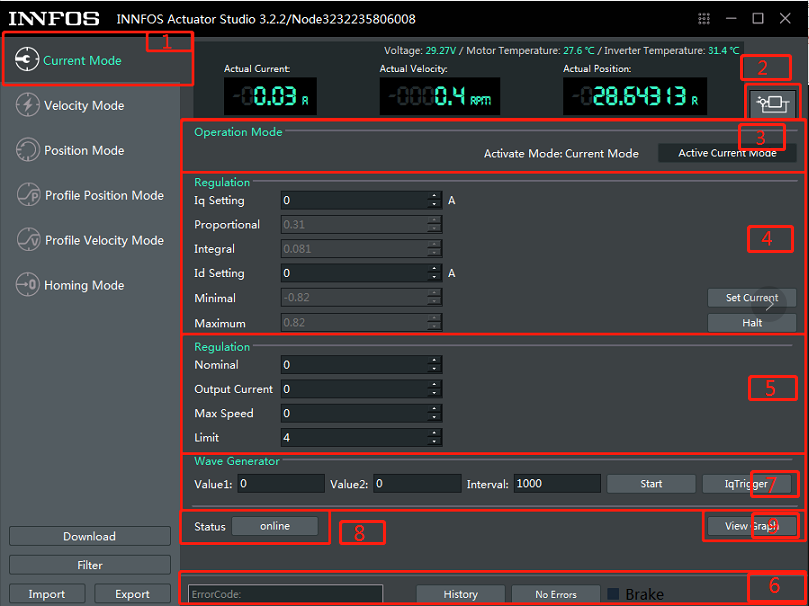 INNFOS INNFOS Actuator Studio 3.2.2/Node3232235806008
1
Current Mode
Velocity Mode
Position Mode
Profile Position Mode
Profile Velocity Mode
Homing Mode
Download
Filter
Import Export
Voltage: 29.27V / Motor Temperature: 27.6 ℃ / Inverter Temperature: 31.4 ℃
Actual Current: Actual Velocity: Actual Position:
2
-0.03 A -0000.4 RPM -028.64313 R
Operation Mode
3
Activate Mode: Current Mode Active Current Mode
Regulation
Iq Setting 0 A
Proportional 0.31
4
Integral 0.081
Id Setting 0 A
Minimal -0.82 Set Current
Maximum 0.82 Halt
Regulation
Nominal 0
5
Output Current 0
Max Speed 0
Limit 4
Wave Generator
Value1: 0 Value2: 0 Interval: 1000 Start IqTrigger
7
Status online 8 View Graph
6
ErrorCode: History No Errors Brake